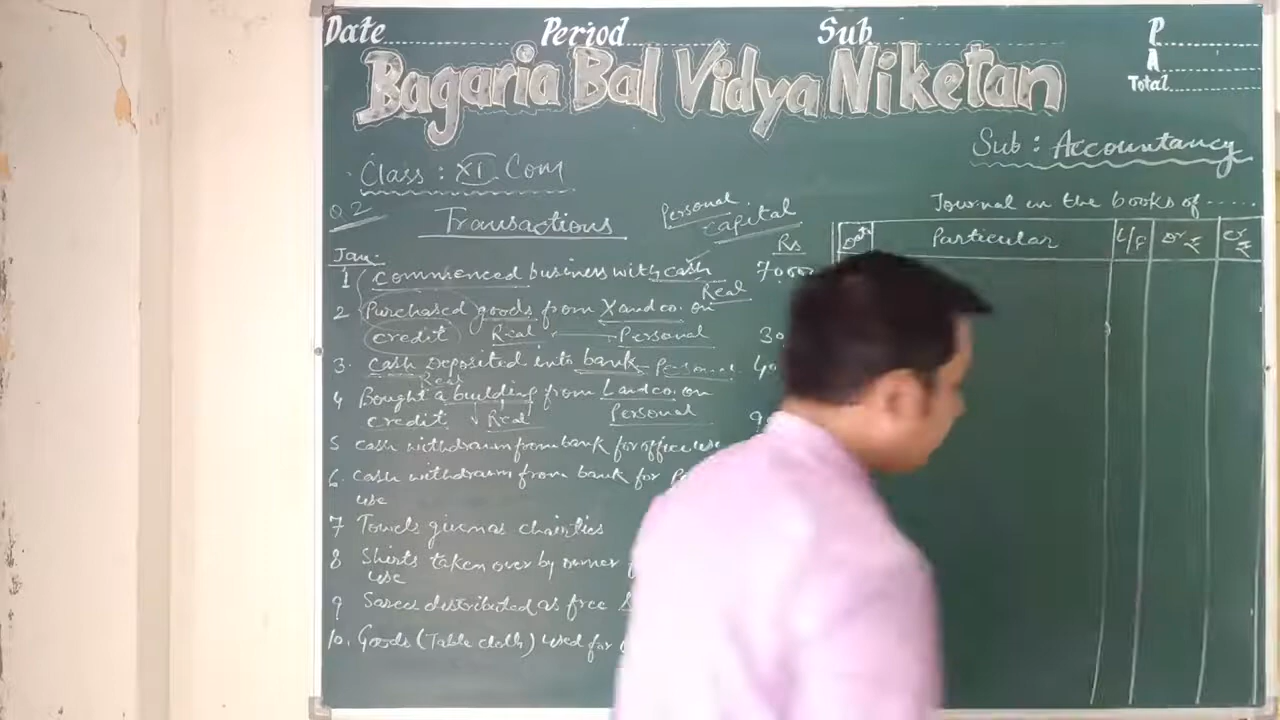 Date Period Sub P
A
Total
Bagaria Bal Vidya Niketan
Sub : Accountancy
Class : XI Com
Q 2
Transactions
Personal
capital
Journal in the books of
Rs
Date Particular L/F Dr ₹ Cr ₹
Jan.
1 Commenced business with cash 70,000
Real
2 Purchased goods from X and co. on
credit Real Personal 30
3. cash Deposited into bank Personal 40
Real
4 Bought a building from L and co. on
credit Real Personal 9
5 cash withdrawn from bank for office use
6. cash withdrawn from bank for
use
7 Towels given as charities
8 Shirts taken over by owner
use
9 Sarees distributed as free
10. Goods (Table cloth) used for